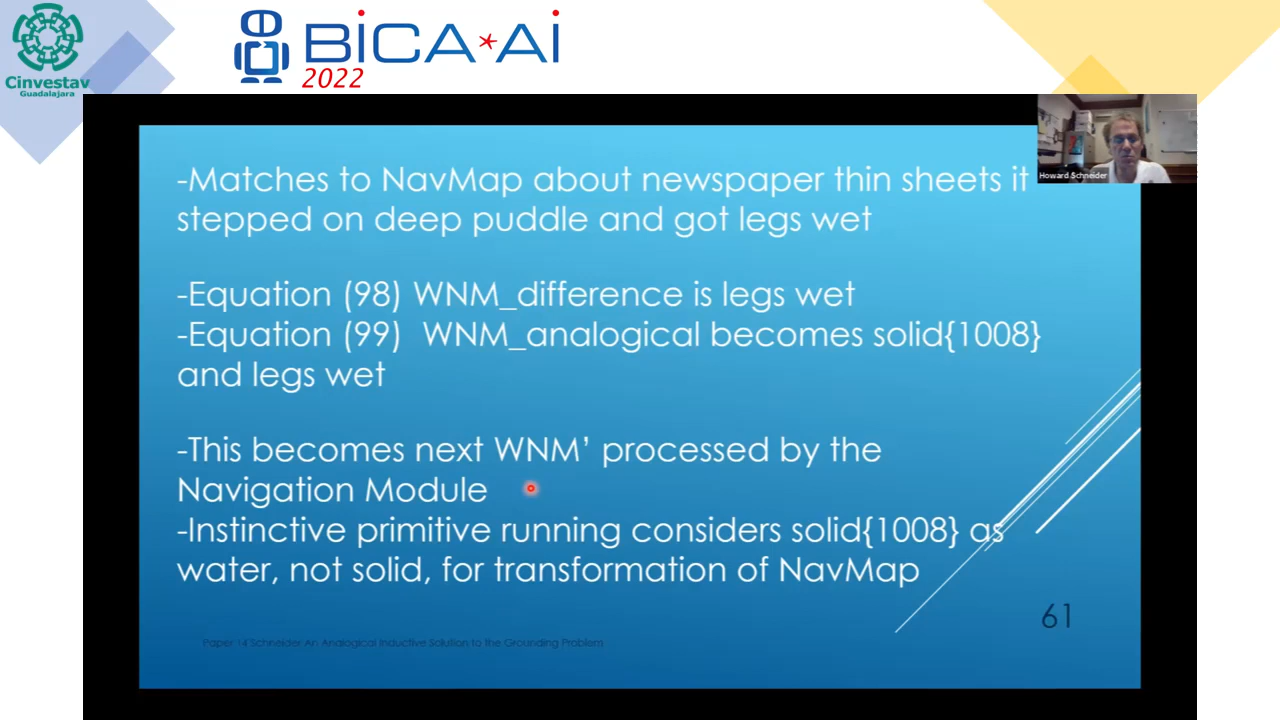 Cinvestav
Guadalajara
BiCA*Ai
2022
Howard Schneider
-Matches to NavMap about newspaper thin sheets it
stepped on deep puddle and got legs wet
-Equation (98) WNM_difference is legs wet
-Equation (99) WNM_analogical becomes solid{1008}
and legs wet
-This becomes next WNM’ processed by the
Navigation Module
-Instinctive primitive running considers solid{1008} as
water, not solid, for transformation of NavMap
61
Paper 14 Schneider An Analogical Inductive Solution to the Grounding Problem